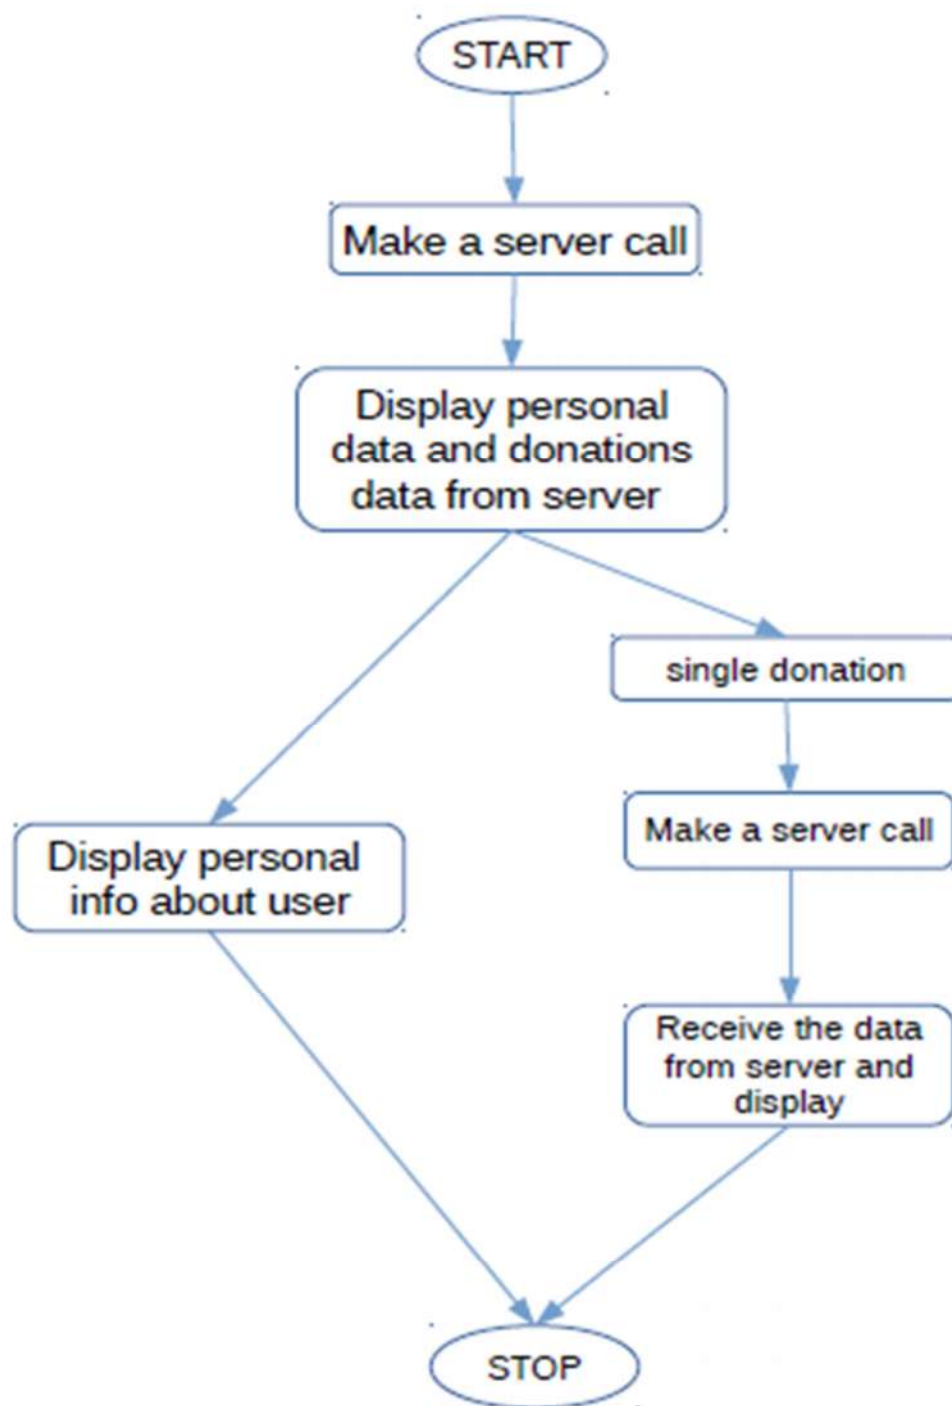 START
Make a server call
Display personal
data and donations
data from server
single donation
Make a server call
Display personal
info about user
Receive the data
from server and
display
STOP